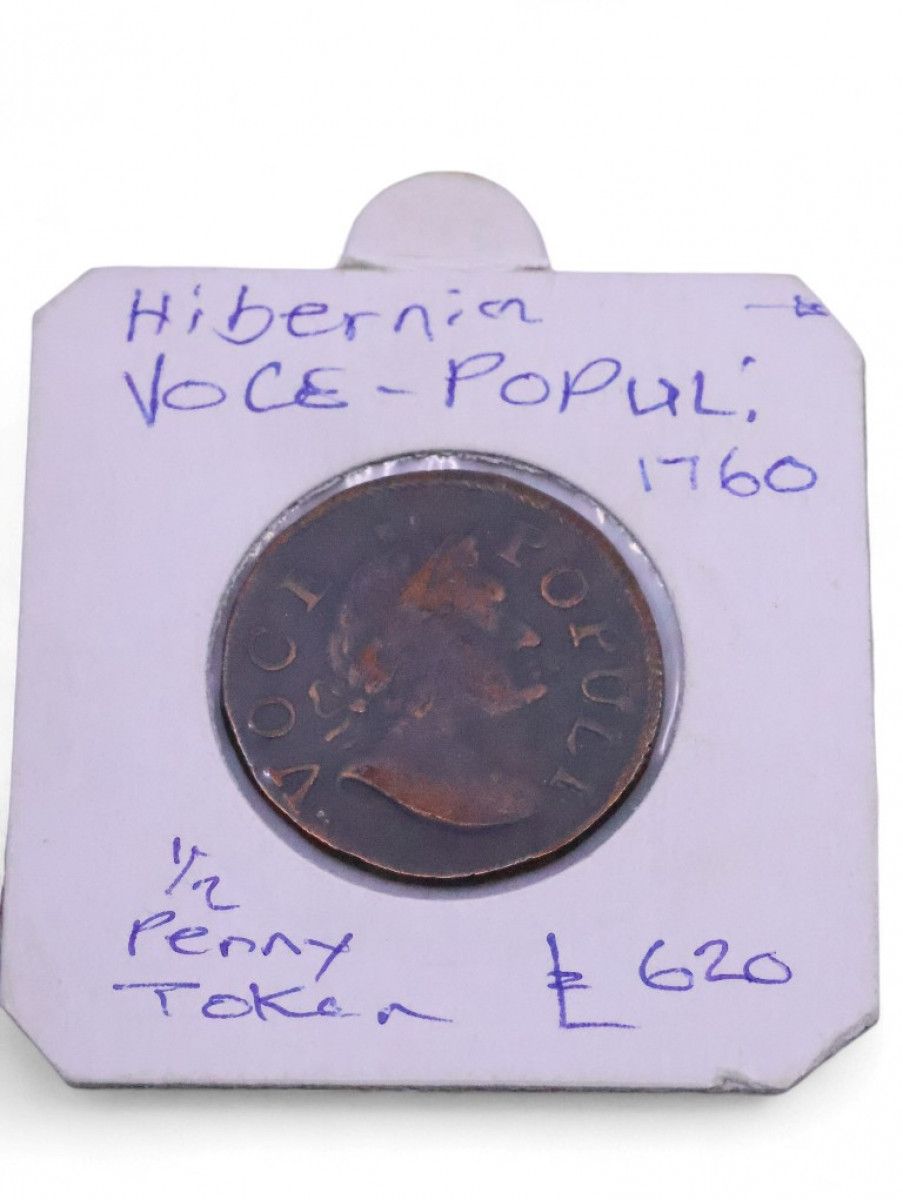 Hibernia
VOCE - POPULI
1760
VOCE POPULI
1/2
Penny
Token £ 620